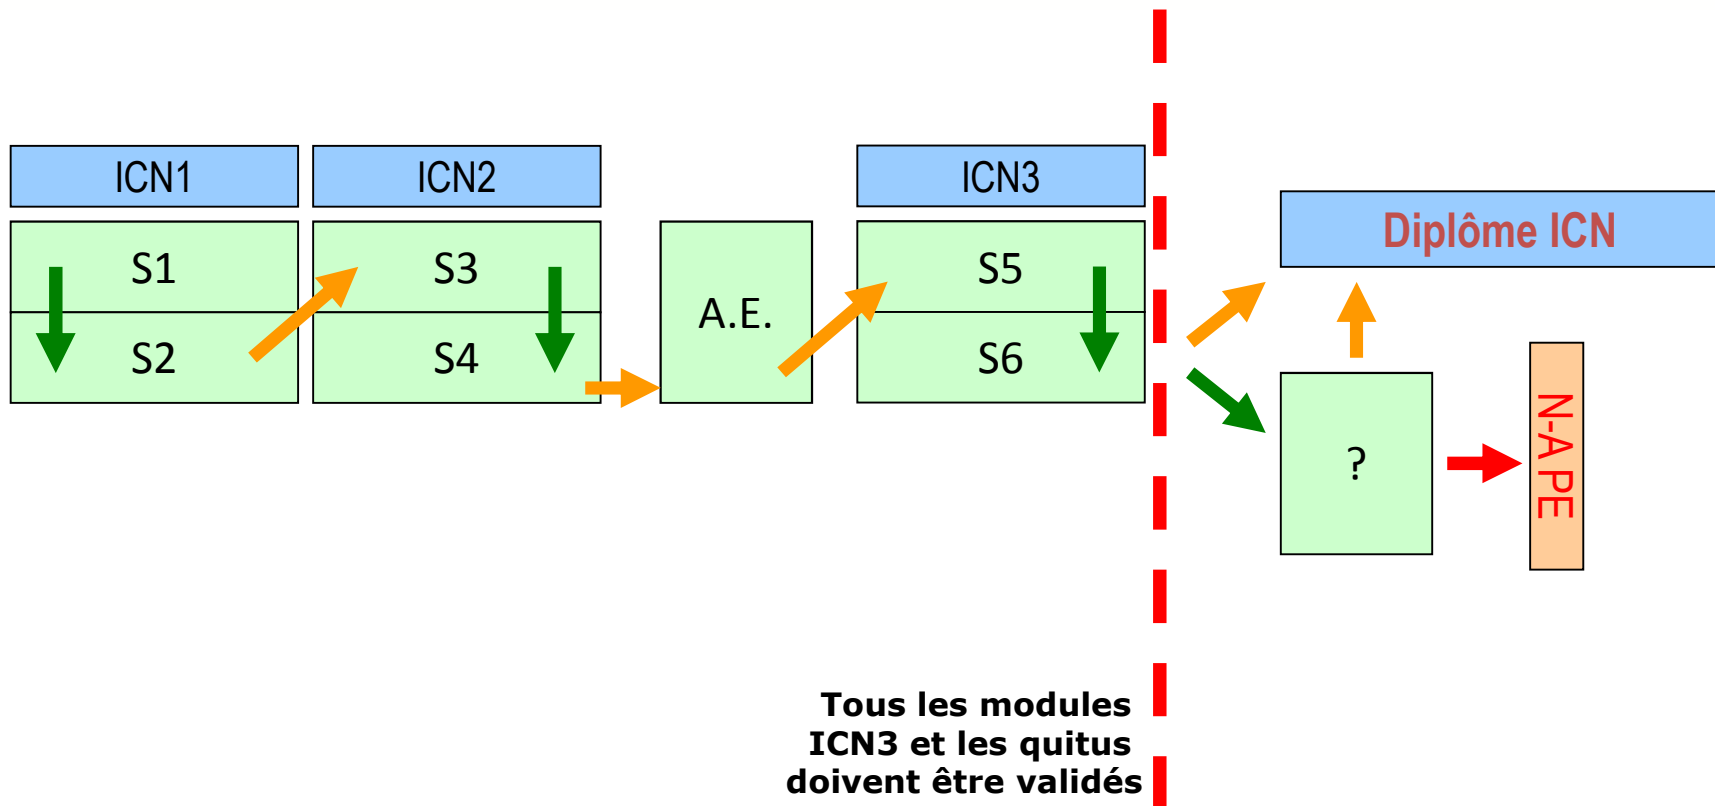 ICN1
ICN2
ICN3
Diplôme ICN
S1
S3
S5
A.E.
S2
S4
S6
?
N-A PE
Tous les modules
ICN3 et les quitus
doivent être validés